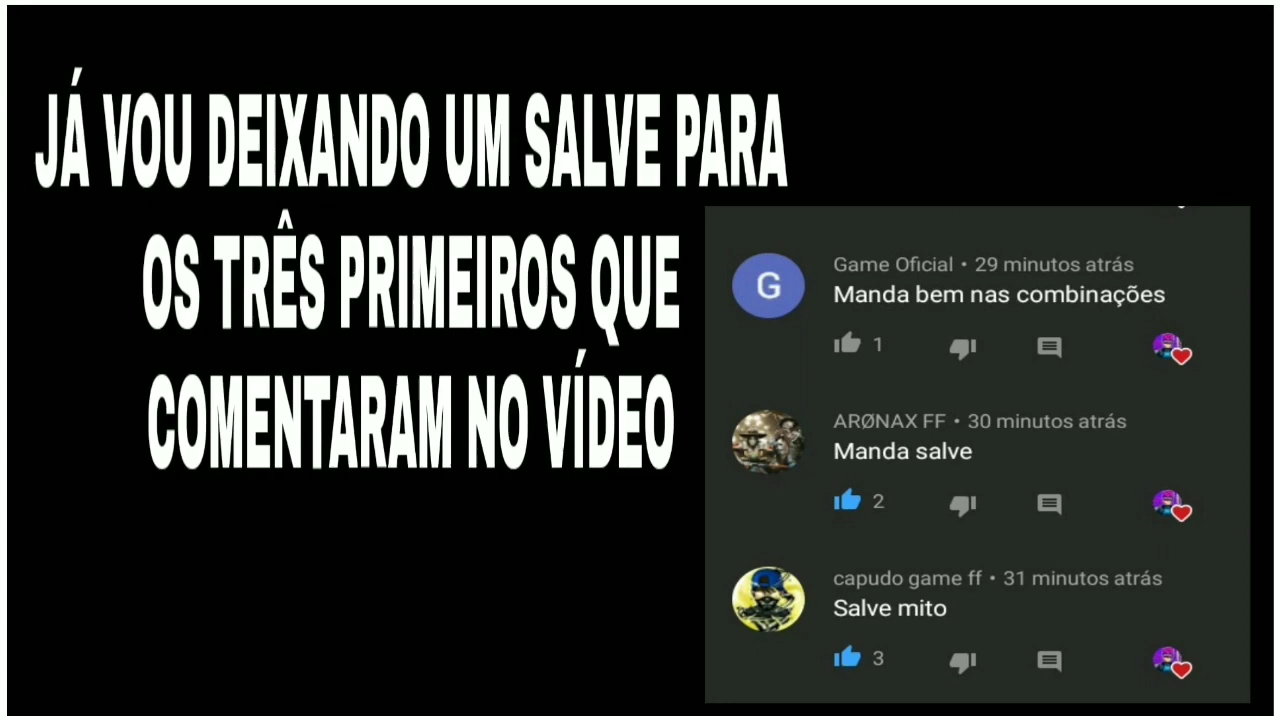 JÁ VOU DEIXANDO UM SALVE PARA
OS TRÊS PRIMEIROS QUE
COMENTARAM NO VÍDEO
G
Game Oficial • 29 minutos atrás
Manda bem nas combinações
1
ARØNAX FF • 30 minutos atrás
Manda salve
2
capudo game ff • 31 minutos atrás
Salve mito
3